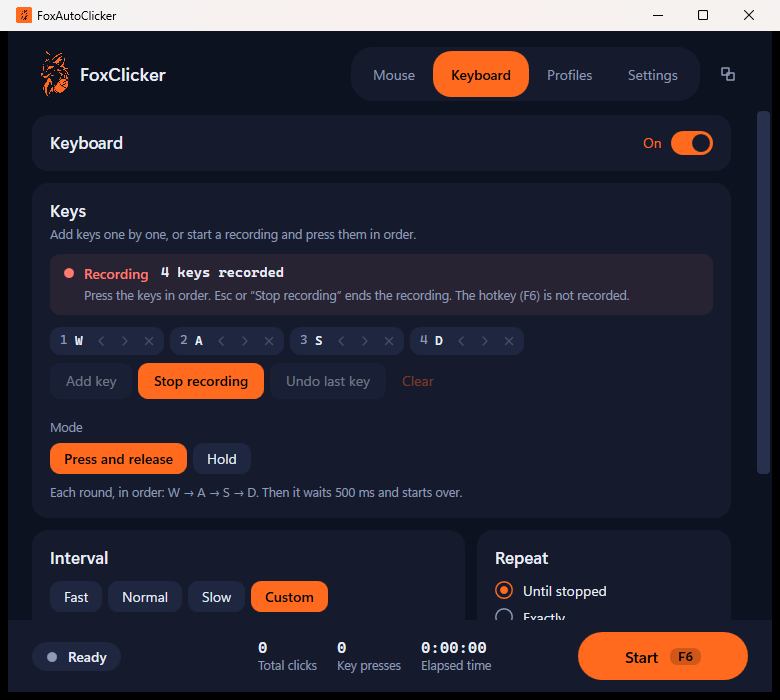 FoxAutoClicker
FoxClicker
Mouse Keyboard Profiles Settings
Keyboard On
Keys
Add keys one by one, or start a recording and press them in order.
Recording 4 keys recorded
Press the keys in order. Esc or “Stop recording” ends the recording. The hotkey (F6) is not recorded.
1 W 2 A 3 S 4 D
Add key Stop recording Undo last key Clear
Mode
Press and release Hold
Each round, in order: W → A → S → D. Then it waits 500 ms and starts over.
Interval
Fast Normal Slow Custom
Repeat
Until stopped
Exactly
Ready
0 0 0:00:00
Total clicks Key presses Elapsed time
Start F6